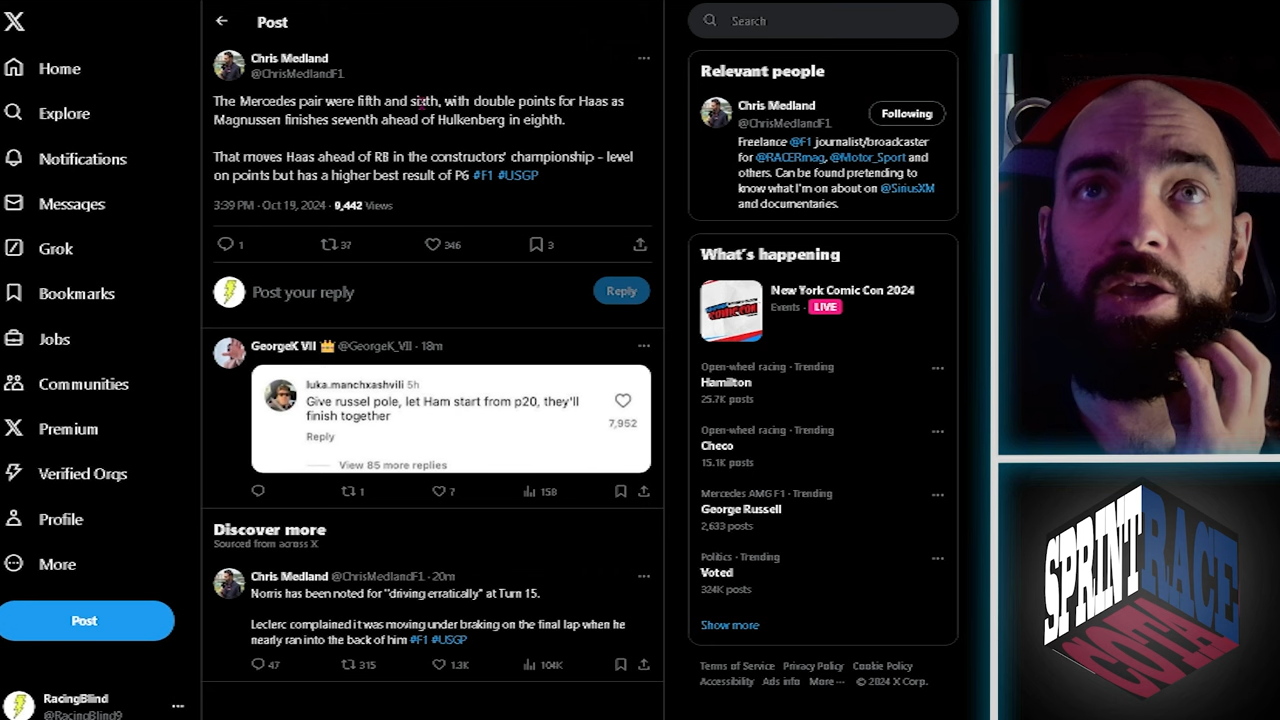 Home
Explore
Notifications
Messages
Grok
Bookmarks
Jobs
Communities
Premium
Verified Orgs
Profile
More
Post
RacingBlind
@RacingBlind9
Post
Chris Medland
@ChrisMedlandF1
The Mercedes pair were fifth and sixth, with double points for Haas as
Magnussen finishes seventh ahead of Hulkenberg in eighth.
That moves Haas ahead of RB in the constructors' championship - level
on points but has a higher best result of P6 #F1 #USGP
3:39 PM · Oct 19, 2024 · 9,442 Views
1 37 346 3
Post your reply
Reply
GeorgeK VII @GeorgeK_VII · 18m
luka.manchxashvili 5h
Give russel pole, let Ham start from p20, they'll
finish together
7,952
Reply
View 85 more replies
1 7 158
Discover more
Sourced from across X
Chris Medland @ChrisMedlandF1 · 20m
Norris has been noted for "driving erratically" at Turn 15.
Leclerc complained it was moving under braking on the final lap when he
nearly ran into the back of him #F1 #USGP
47 315 1.3K 104K
Search
Relevant people
Chris Medland
@ChrisMedlandF1
Following
Freelance @F1 journalist/broadcaster
for @RACERmag, @Motor_Sport and
others. Can be found pretending to
know what I'm on about on @SiriusXM
and documentaries.
What's happening
New York Comic Con 2024
Events · LIVE
Open-wheel racing · Trending
Hamilton
25.7K posts
Open-wheel racing · Trending
Checo
15.1K posts
Mercedes AMG F1 · Trending
George Russell
2,633 posts
Politics · Trending
Voted
324K posts
Show more
Terms of Service Privacy Policy Cookie Policy
Accessibility Ads info More ··· © 2024 X Corp.
SPRINT RACE
COTA